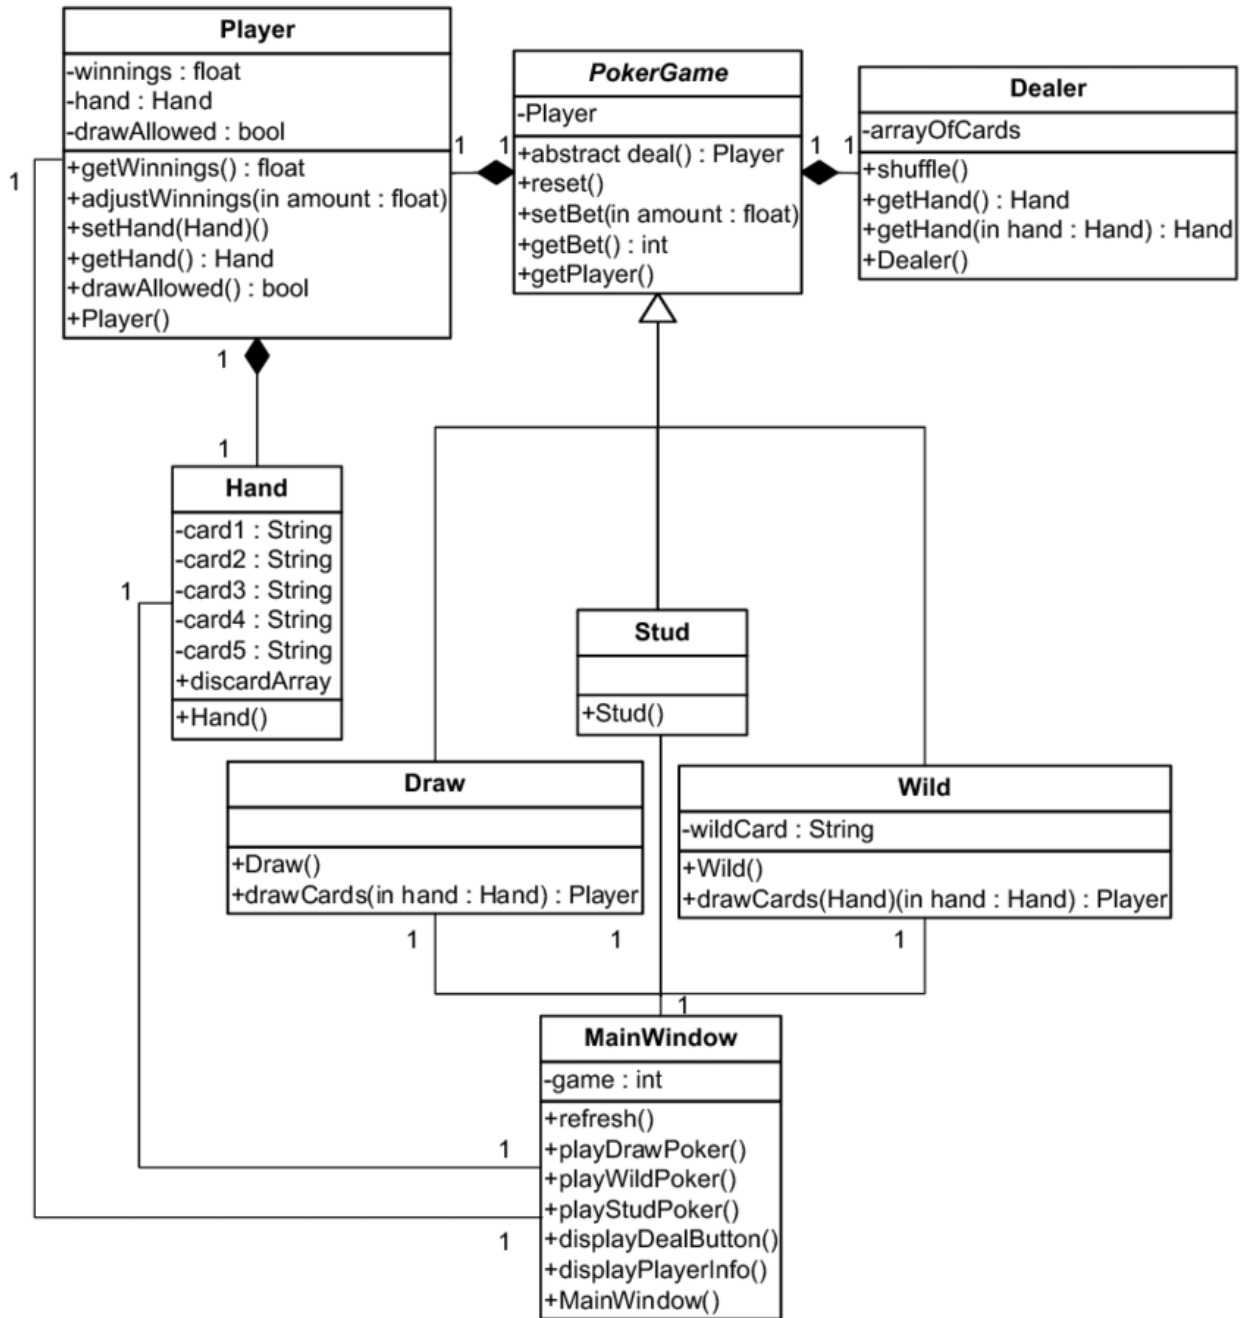 Player
-winnings : float
-hand : Hand
-drawAllowed : bool
+getWinnings() : float
+adjustWinnings(in amount : float)
+setHand(Hand)()
+getHand() : Hand
+drawAllowed() : bool
+Player()
1
1
1
PokerGame
-Player
+abstract deal() : Player
+reset()
+setBet(in amount : float)
+getBet() : int
+getPlayer()
1
1
Dealer
-arrayOfCards
+shuffle()
+getHand() : Hand
+getHand(in hand : Hand) : Hand
+Dealer()
1
1
Hand
-card1 : String
-card2 : String
-card3 : String
-card4 : String
-card5 : String
+discardArray
+Hand()
1
Stud
+Stud()
Draw
+Draw()
+drawCards(in hand : Hand) : Player
Wild
-wildCard : String
+Wild()
+drawCards(Hand)(in hand : Hand) : Player
1
1
1
1
MainWindow
-game : int
+refresh()
+playDrawPoker()
+playWildPoker()
+playStudPoker()
+displayDealButton()
+displayPlayerInfo()
+MainWindow()
1
1